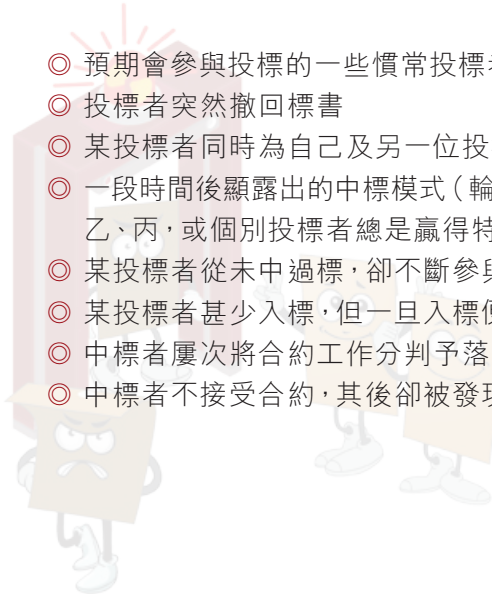 ◎ 預期會參與投標的一些慣常投標
◎ 投標者突然撤回標書
◎ 某投標者同時為自己及另一位投
◎ 一段時間後顯露出的中標模式（輪
乙、丙，或個別投標者總是贏得特
◎ 某投標者從未中過標，卻不斷參與
◎ 某投標者甚少入標，但一旦入標便
◎ 中標者屢次將合約工作分判予落
◎ 中標者不接受合約，其後卻被發現